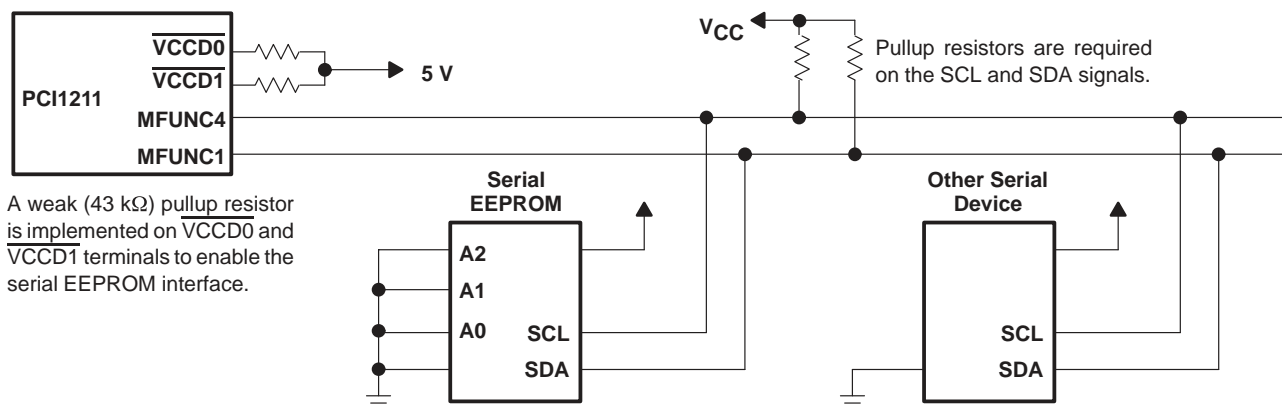 PCI1211
VCCD0
VCCD1
MFUNC4
MFUNC1
5 V
VCC
Pullup resistors are required
on the SCL and SDA signals.
A weak (43 kΩ) pullup resistor
is implemented on VCCD0 and
VCCD1 terminals to enable the
serial EEPROM interface.
Serial
EEPROM
A2
A1
A0
SCL
SDA
Other Serial
Device
SCL
SDA